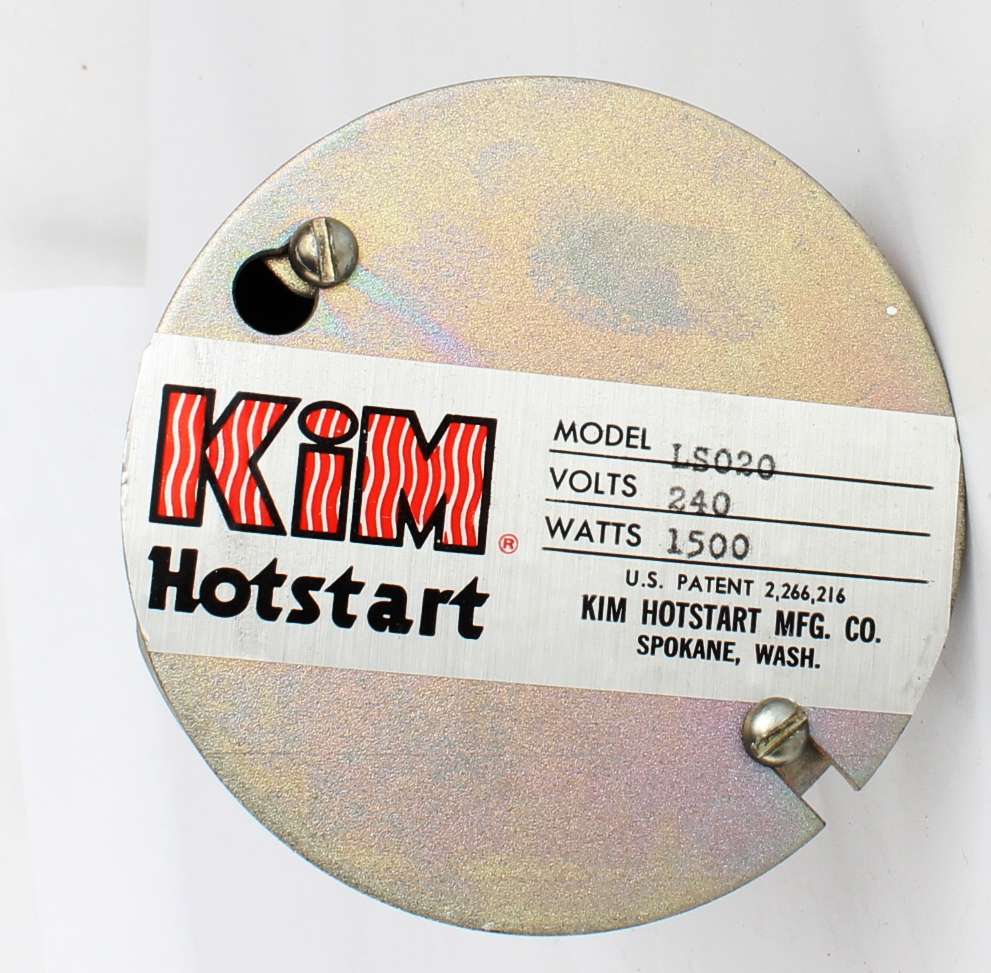 KiM®
Hotstart
MODEL LS020
VOLTS 240
WATTS 1500
U.S. PATENT 2,266,216
KIM HOTSTART MFG. CO.
SPOKANE, WASH.